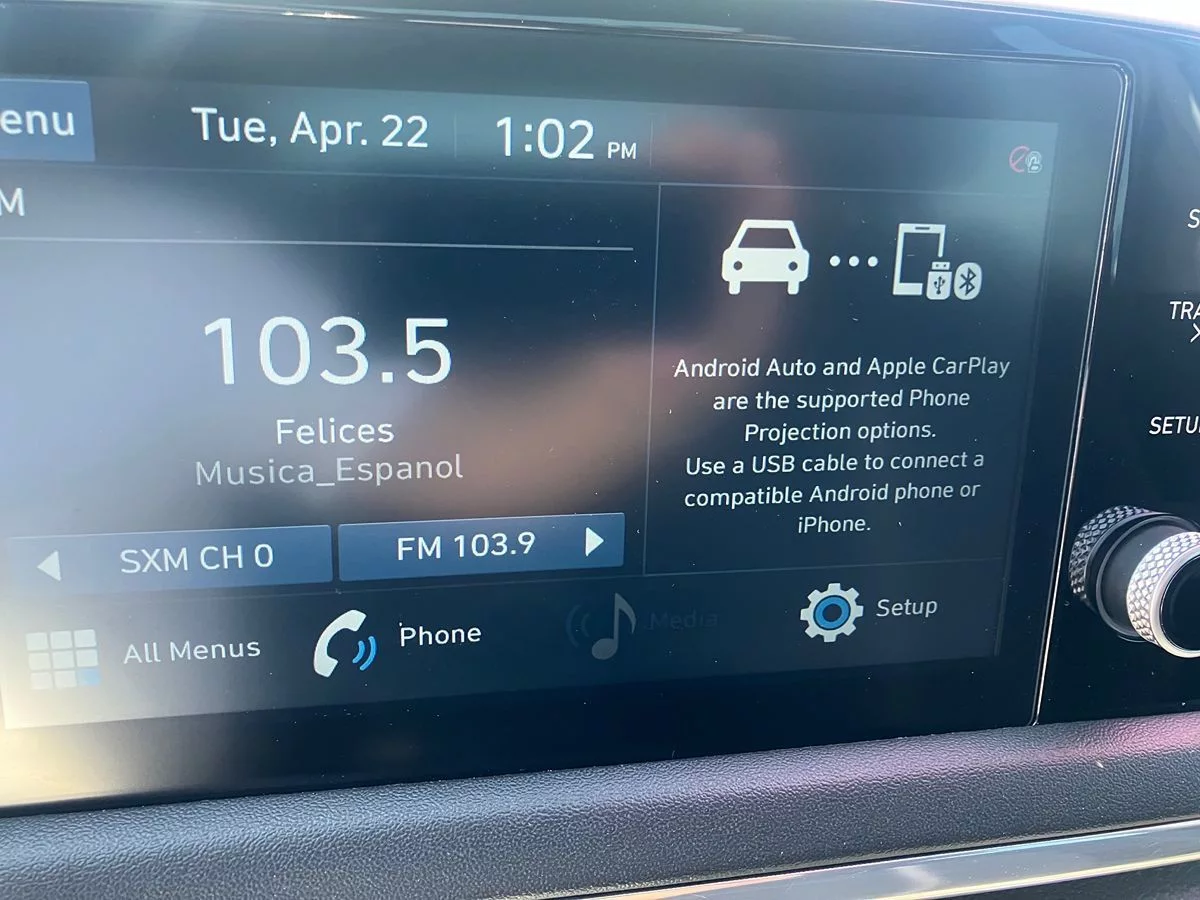 enu
Tue, Apr. 22
1:02 PM
M
103.5
Felices
Musica_Espanol
SXM CH 0
FM 103.9
Android Auto and Apple CarPlay
are the supported Phone
Projection options.
Use a USB cable to connect a
compatible Android phone or
iPhone.
All Menus
Phone
Media
Setup
S
TRA
SETU